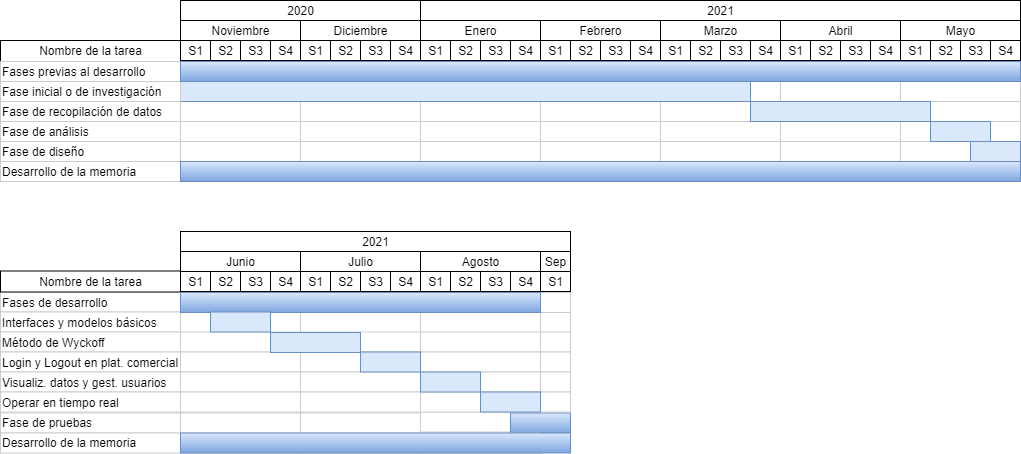 2020 2021
Noviembre Diciembre Enero Febrero Marzo Abril Mayo
Nombre de la tarea S1 S2 S3 S4 S1 S2 S3 S4 S1 S2 S3 S4 S1 S2 S3 S4 S1 S2 S3 S4 S1 S2 S3 S4 S1 S2 S3 S4
Fases previas al desarrollo
Fase inicial o de investigación
Fase de recopilación de datos
Fase de análisis
Fase de diseño
Desarrollo de la memoria
2021
Junio Julio Agosto Sep
Nombre de la tarea S1 S2 S3 S4 S1 S2 S3 S4 S1 S2 S3 S4 S1
Fases de desarrollo
Interfaces y modelos básicos
Método de Wyckoff
Login y Logout en plat. comercial
Visualiz. datos y gest. usuarios
Operar en tiempo real
Fase de pruebas
Desarrollo de la memoria